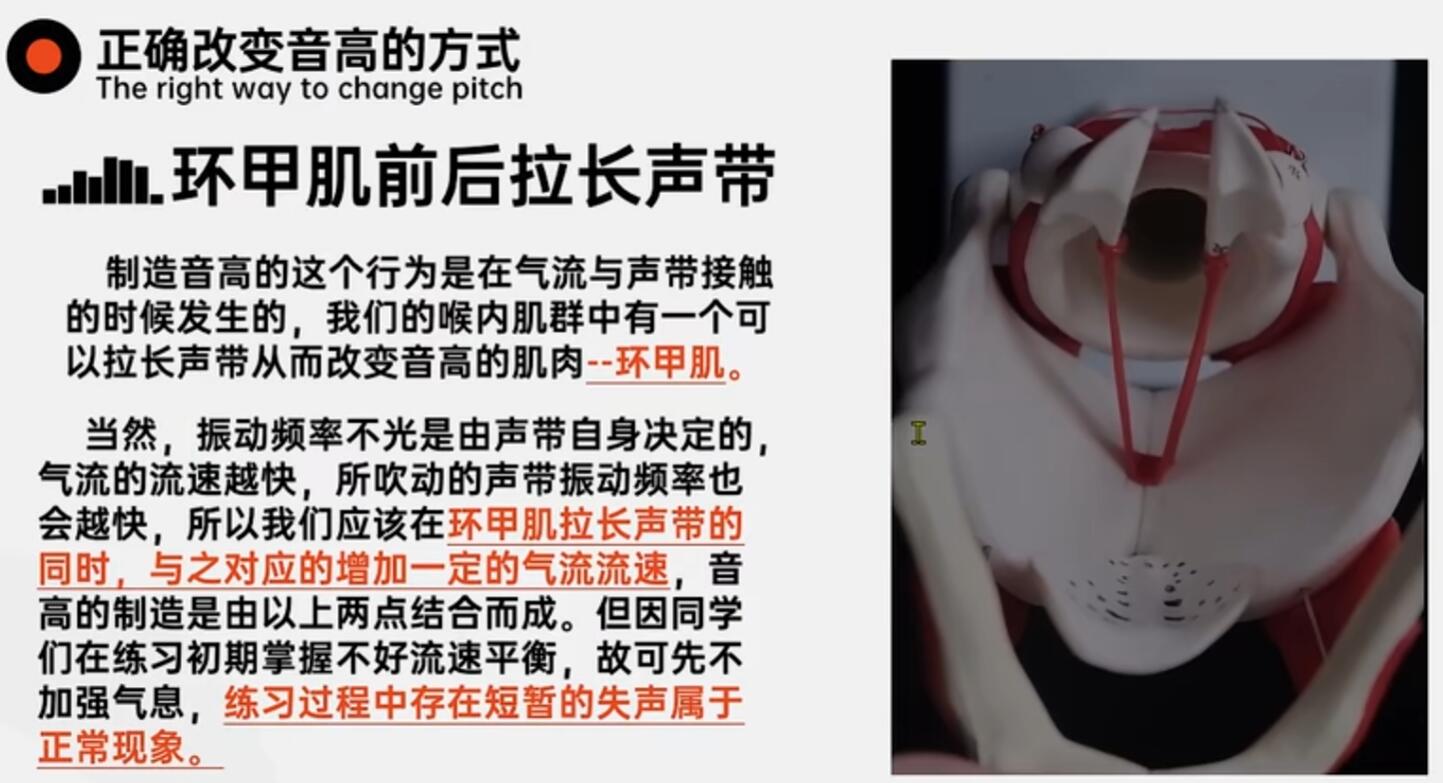 正确改变音高的方式
The right way to change pitch
环甲肌前后拉长声带
制造音高的这个行为是在气流与声带接触
的时候发生的，我们的喉内肌群中有一个可
以拉长声带从而改变音高的肌肉--环甲肌。
当然，振动频率不光是由声带自身决定的，
气流的流速越快，所吹动的声带振动频率也
会越快，所以我们应该在环甲肌拉长声带的
同时，与之对应的增加一定的气流流速，音
高的制造是由以上两点结合而成。但因同学
们在练习初期掌握不好流速平衡，故可先不
加强气息，练习过程中存在短暂的失声属于
正常现象。